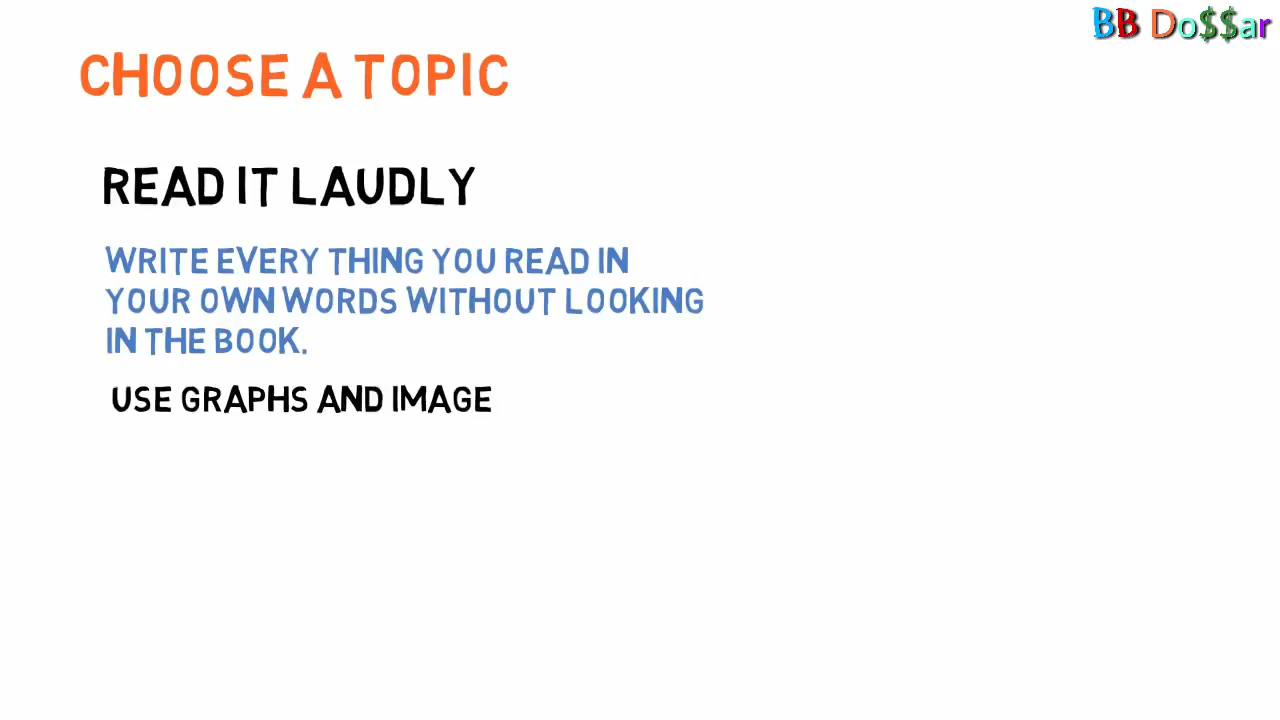 BB Do$$ar
CHOOSE A TOPIC
READ IT LAUDLY
WRITE EVERY THING YOU READ IN
YOUR OWN WORDS WITHOUT LOOKING
IN THE BOOK.
USE GRAPHS AND IMAGE